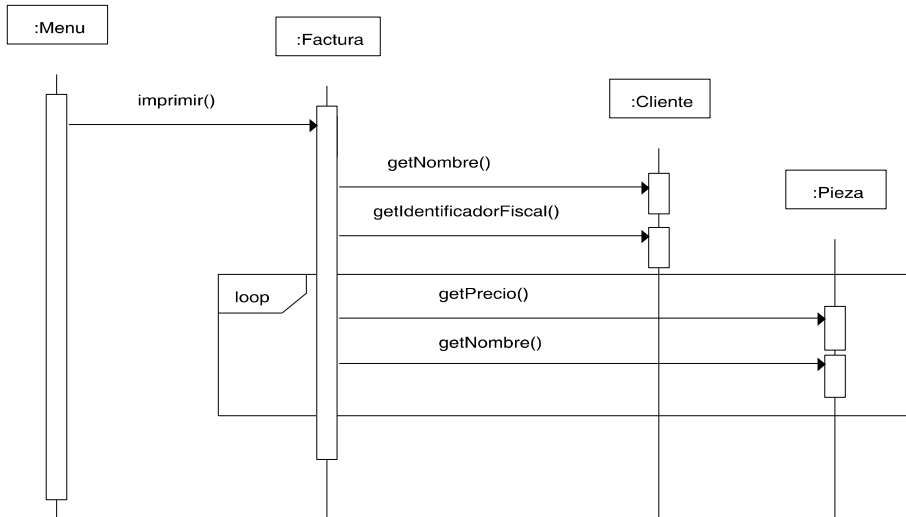 :Menu
:Factura
imprimir()
:Cliente
getNombre()
:Pieza
getIdentificadorFiscal()
loop
getPrecio()
getNombre()